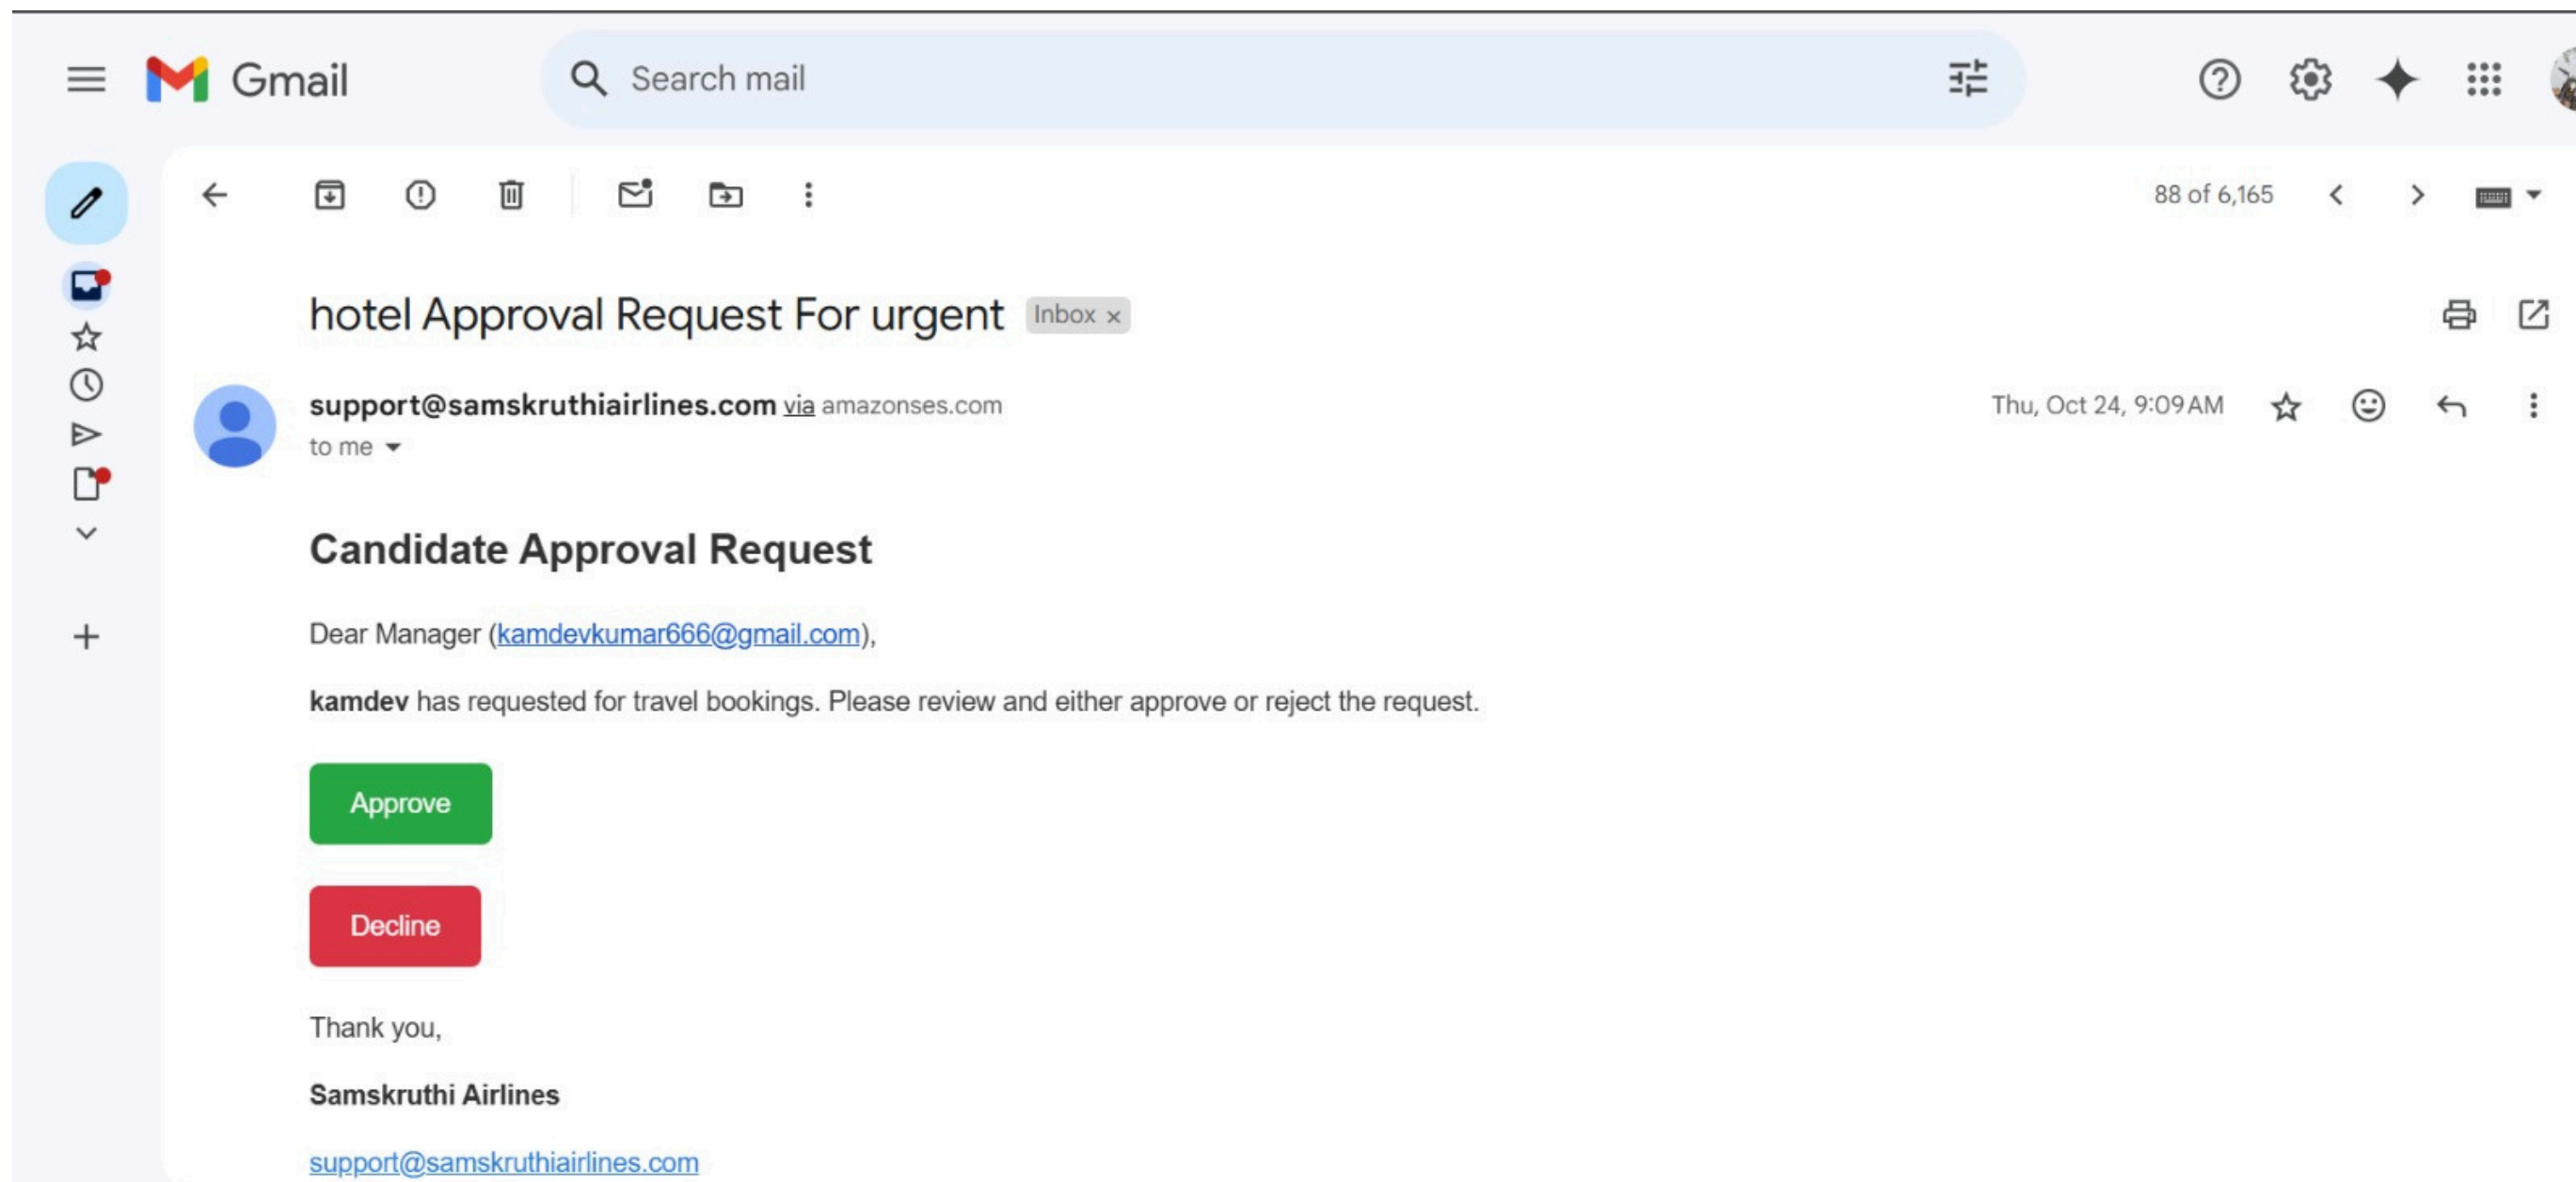 Gmail
Search mail
88 of 6,165
hotel Approval Request For urgent
Inbox ×
support@samskruthiairlines.com via amazonses.com
Thu, Oct 24, 9:09 AM
to me
Candidate Approval Request
Dear Manager (kamdevkumar666@gmail.com),
kamdev has requested for travel bookings. Please review and either approve or reject the request.
Approve
Decline
Thank you,
Samskruthi Airlines
support@samskruthiairlines.com